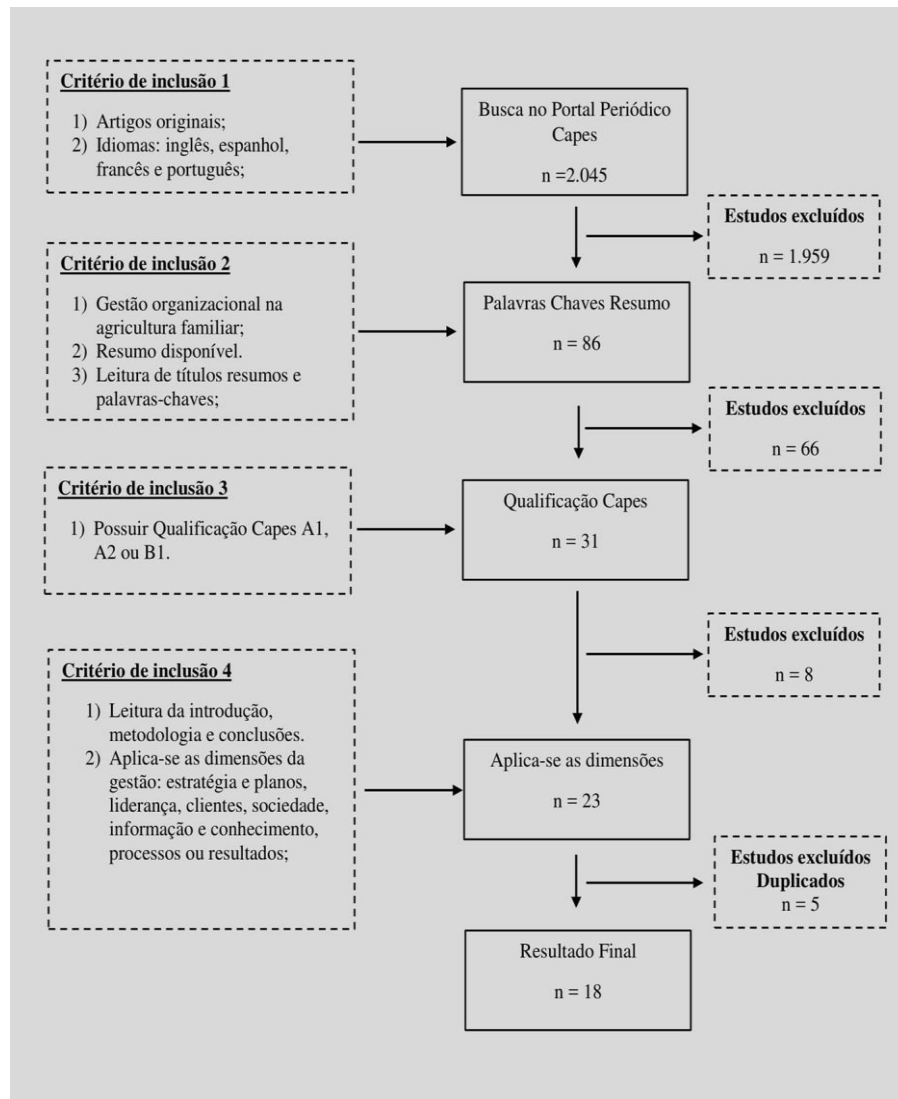 Critério de inclusão 1
1) Artigos originais;
2) Idiomas: inglês, espanhol,
francês e português;
Busca no Portal Periódico
Capes
n =2.045
Estudos excluídos
n = 1.959
Critério de inclusão 2
1) Gestão organizacional na
agricultura familiar;
2) Resumo disponível.
3) Leitura de títulos resumos e
palavras-chaves;
Palavras Chaves Resumo
n = 86
Estudos excluídos
n = 66
Critério de inclusão 3
1) Possuir Qualificação Capes A1,
A2 ou B1.
Qualificação Capes
n = 31
Estudos excluídos
n = 8
Critério de inclusão 4
1) Leitura da introdução,
metodologia e conclusões.
2) Aplica-se as dimensões da
gestão: estratégia e planos,
liderança, clientes, sociedade,
informação e conhecimento,
processos ou resultados;
Aplica-se as dimensões
n = 23
Estudos excluídos
Duplicados
n = 5
Resultado Final
n = 18